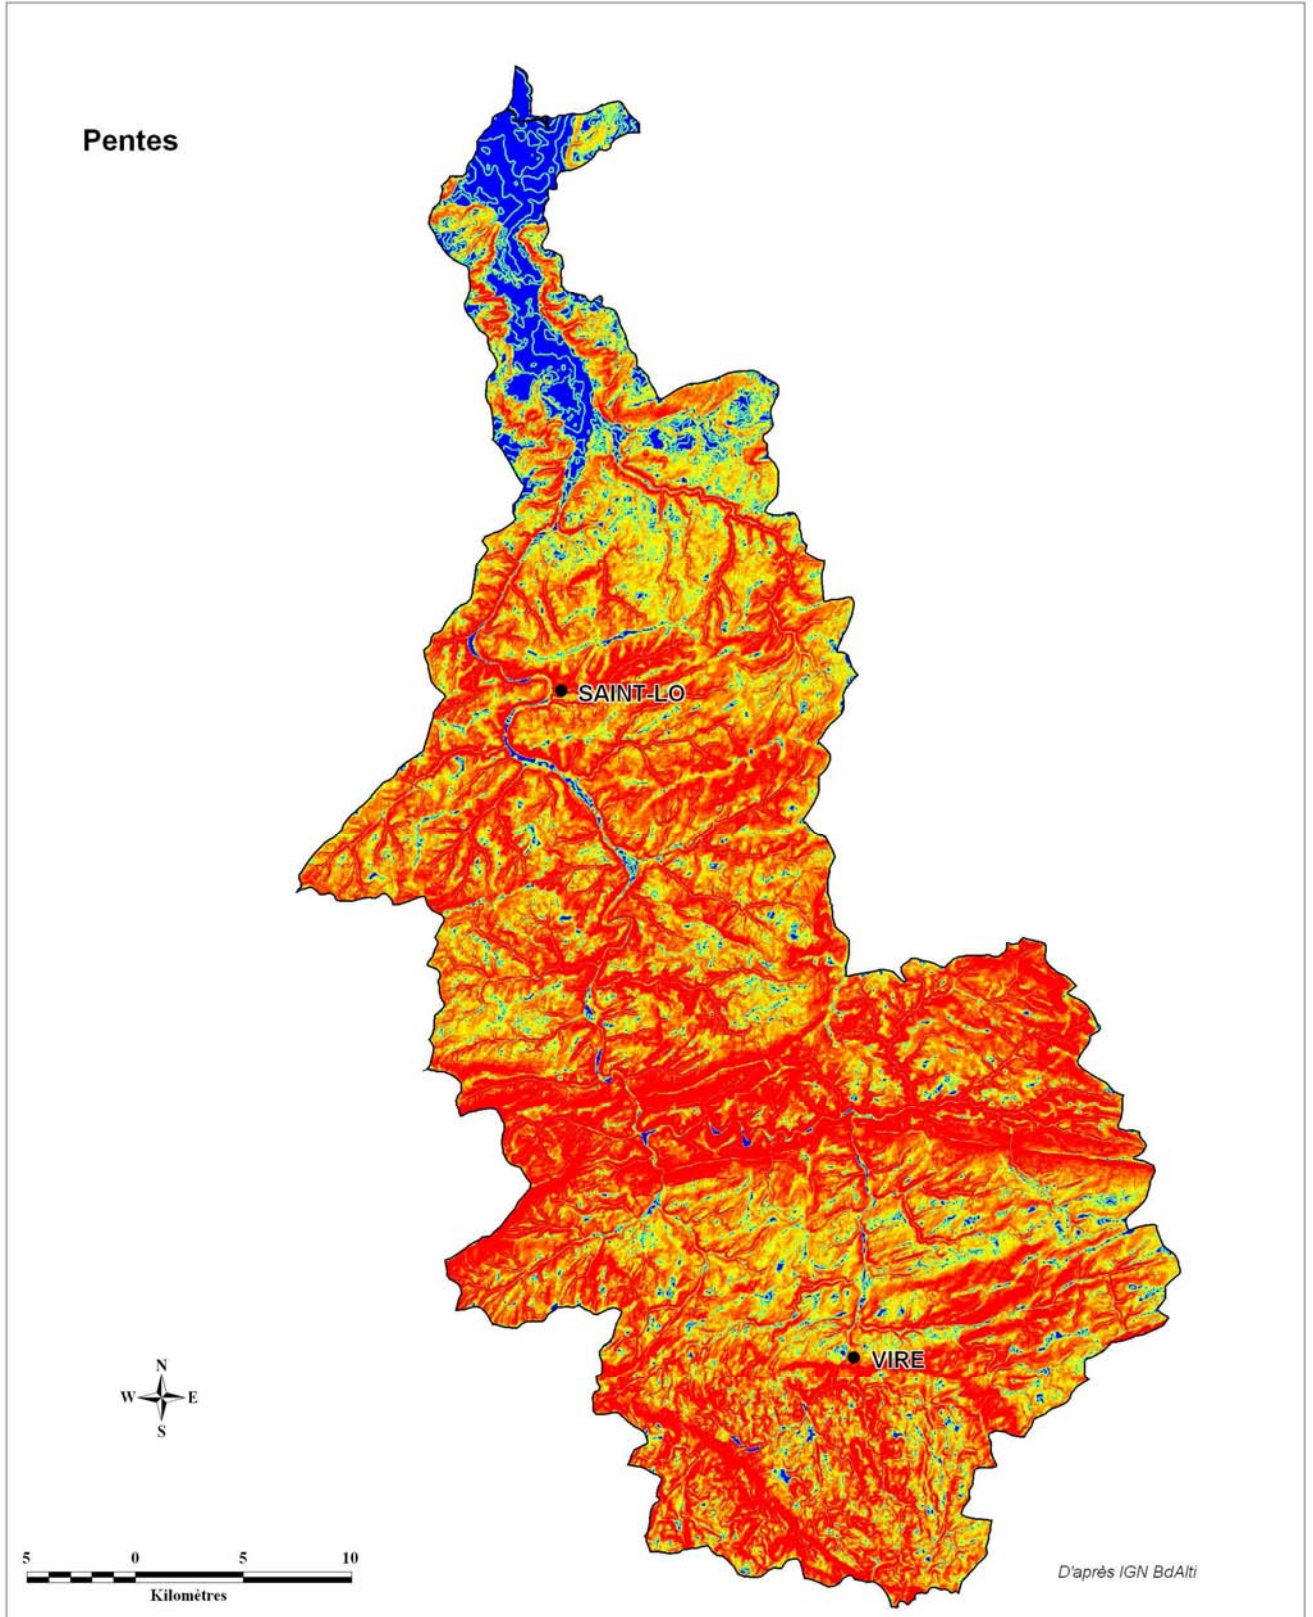 Pentes
SAINT-LO
VIRE
N
W E
S
5 0 5 10
Kilomètres
D'après IGN BdAlti